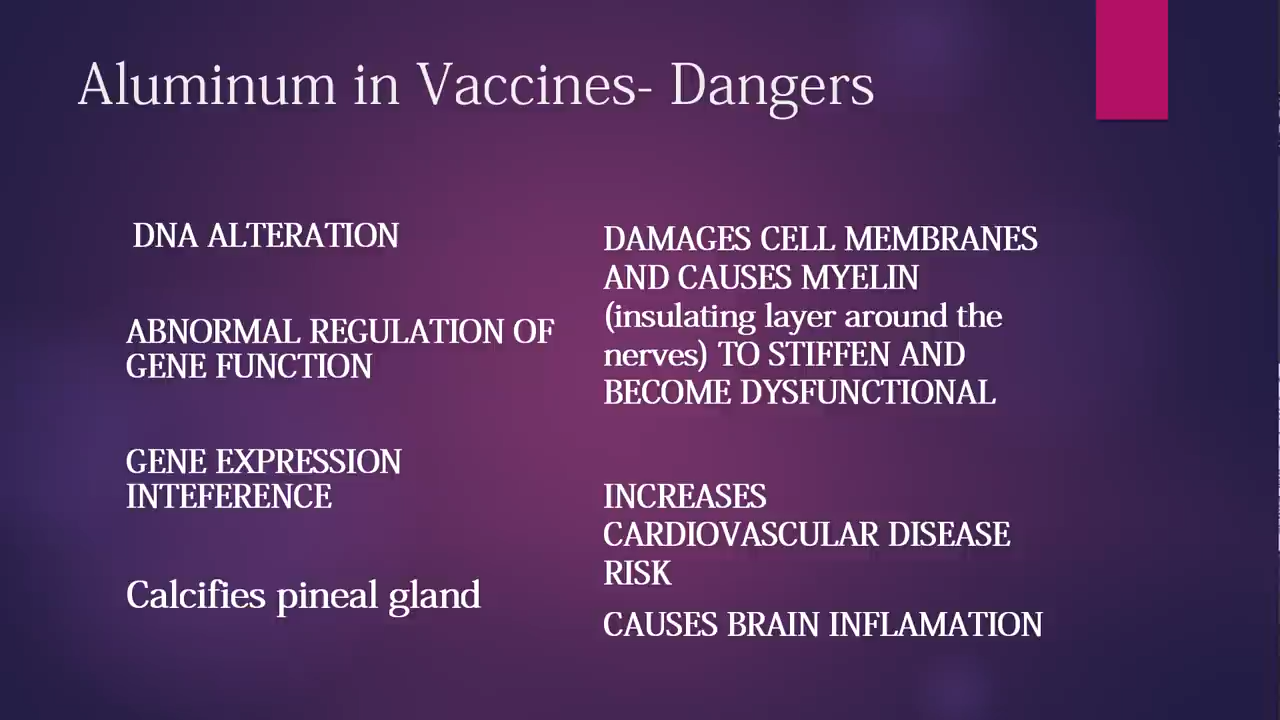 Aluminum in Vaccines- Dangers
DNA ALTERATION
ABNORMAL REGULATION OF
GENE FUNCTION
GENE EXPRESSION
INTEFERENCE
Calcifies pineal gland
DAMAGES CELL MEMBRANES
AND CAUSES MYELIN
(insulating layer around the
nerves) TO STIFFEN AND
BECOME DYSFUNCTIONAL
INCREASES
CARDIOVASCULAR DISEASE
RISK
CAUSES BRAIN INFLAMATION